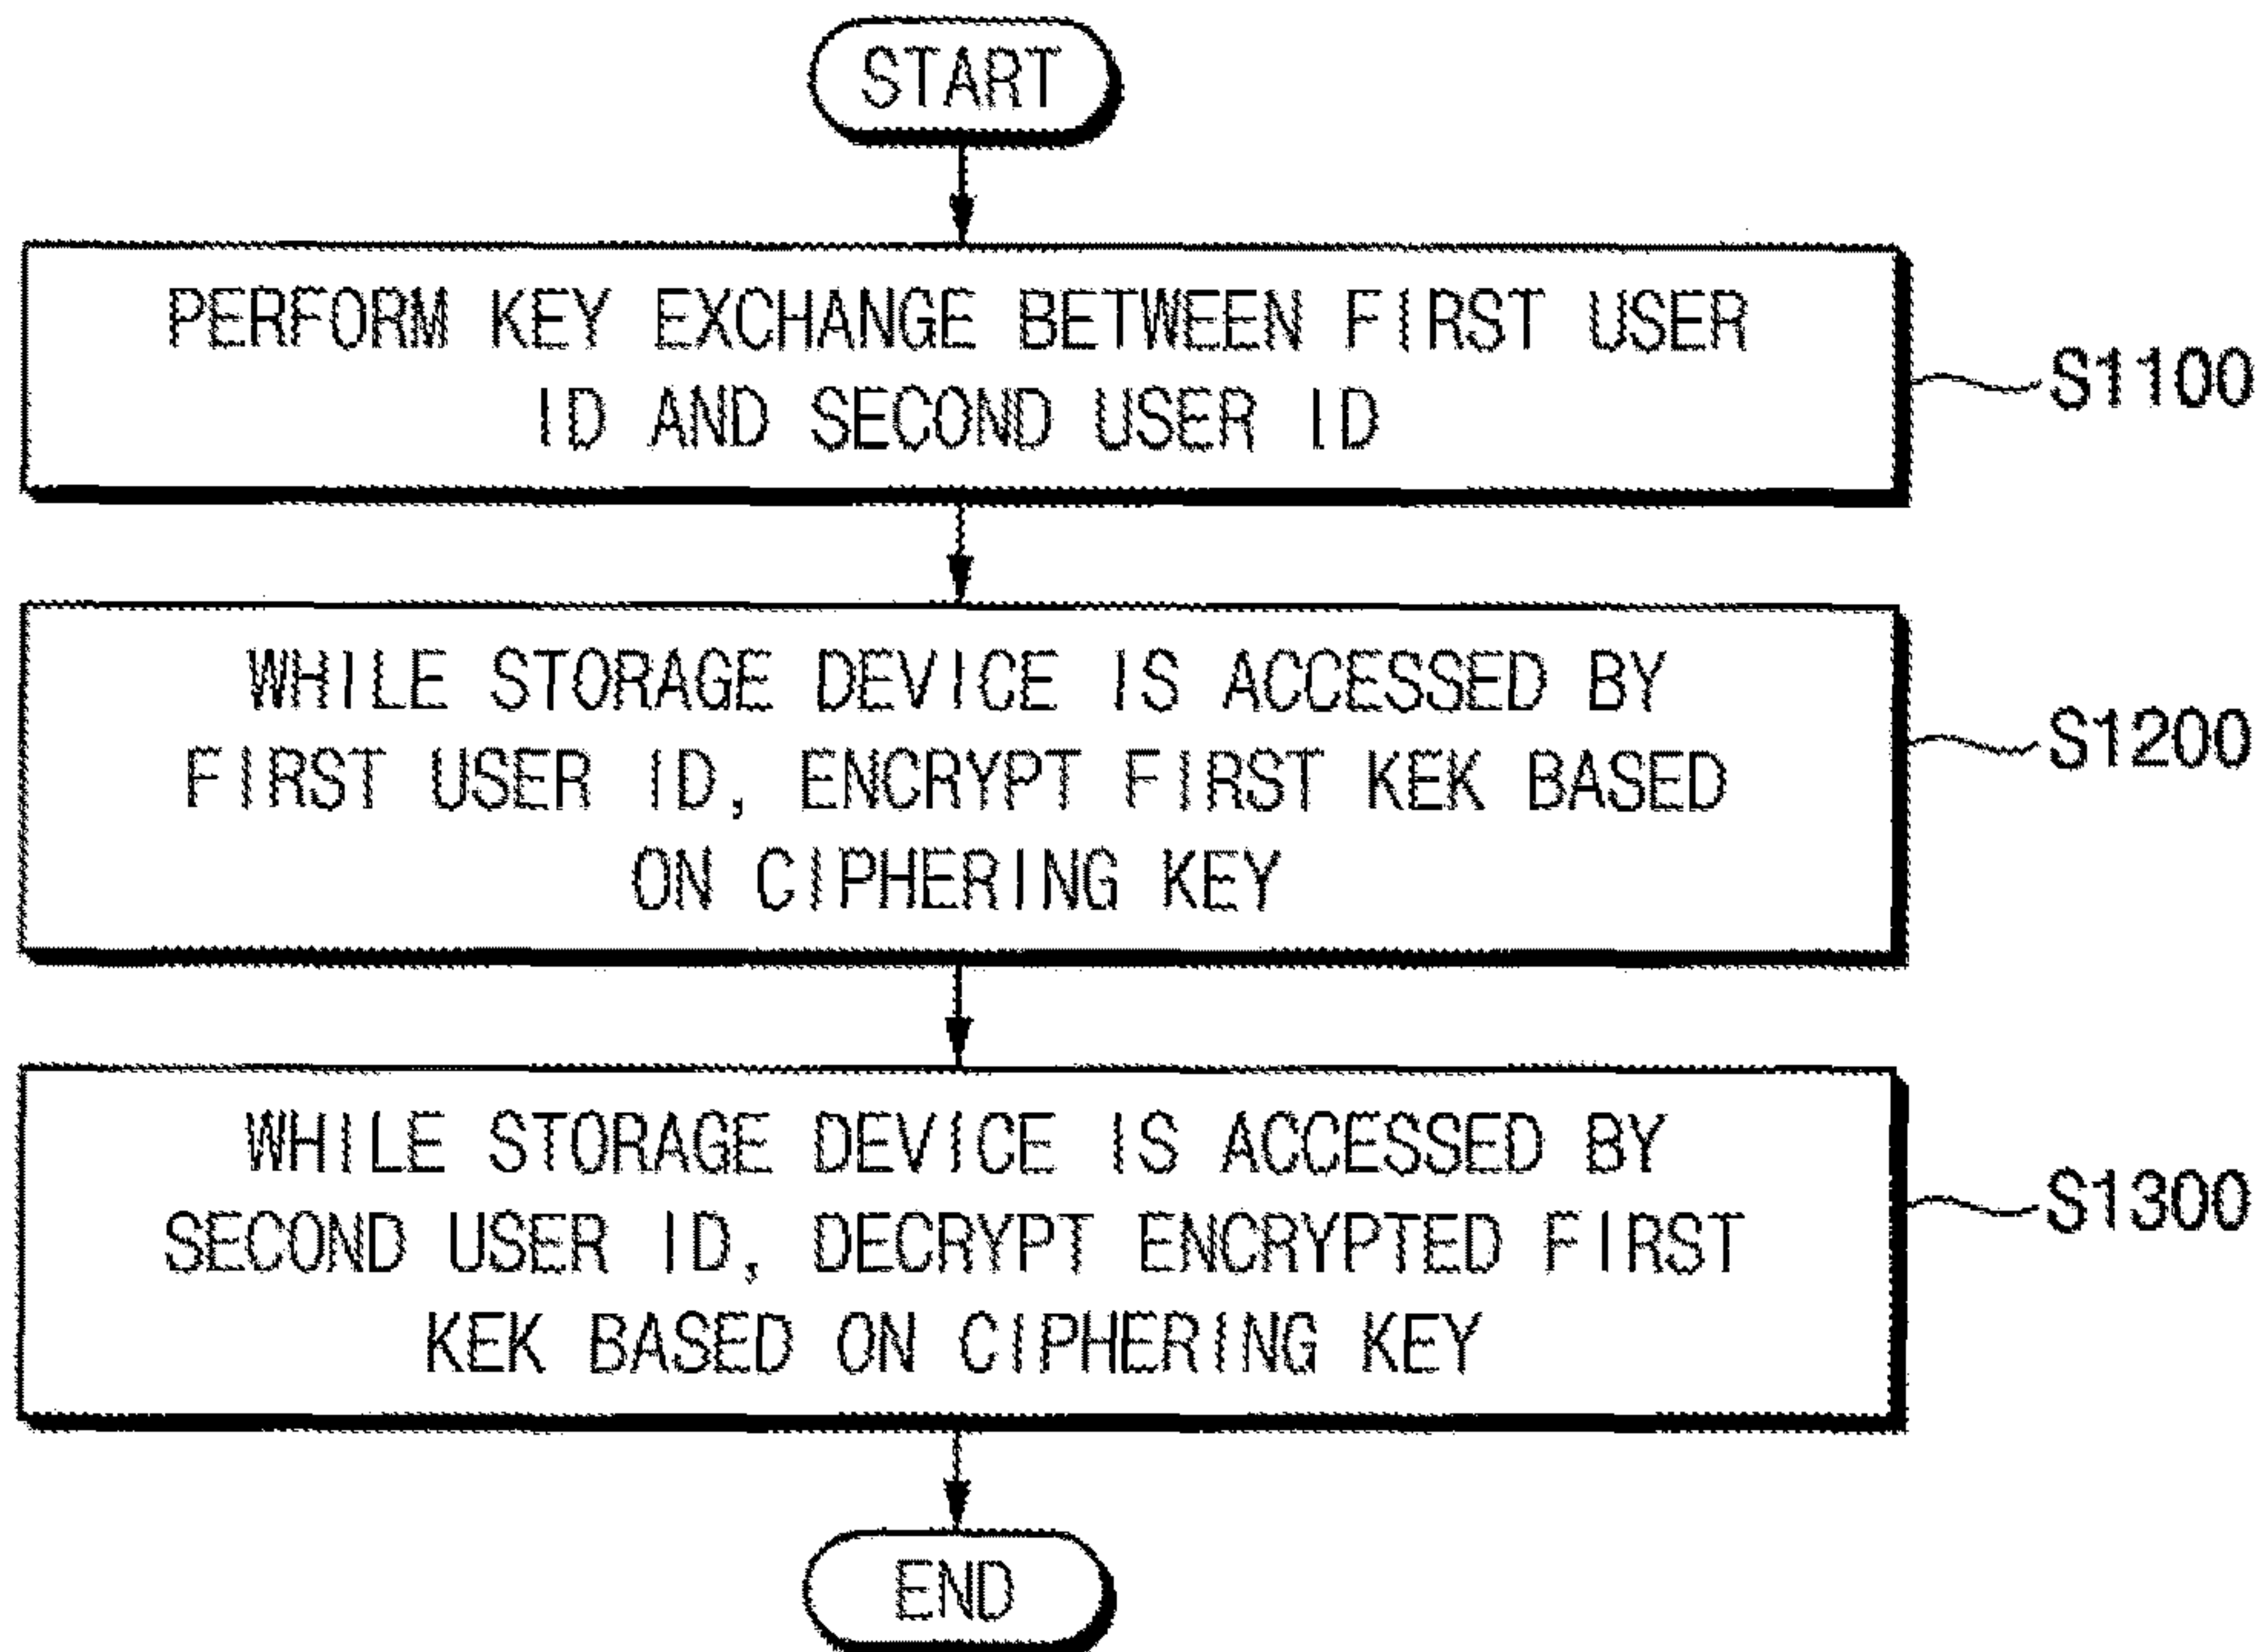 START
PERFORM KEY EXCHANGE BETWEEN FIRST USER
ID AND SECOND USER ID
S1100
WHILE STORAGE DEVICE IS ACCESSED BY
FIRST USER ID, ENCRYPT FIRST KEK BASED
ON CIPHERING KEY
S1200
WHILE STORAGE DEVICE IS ACCESSED BY
SECOND USER ID, DECRYPT ENCRYPTED FIRST
KEK BASED ON CIPHERING KEY
S1300
END